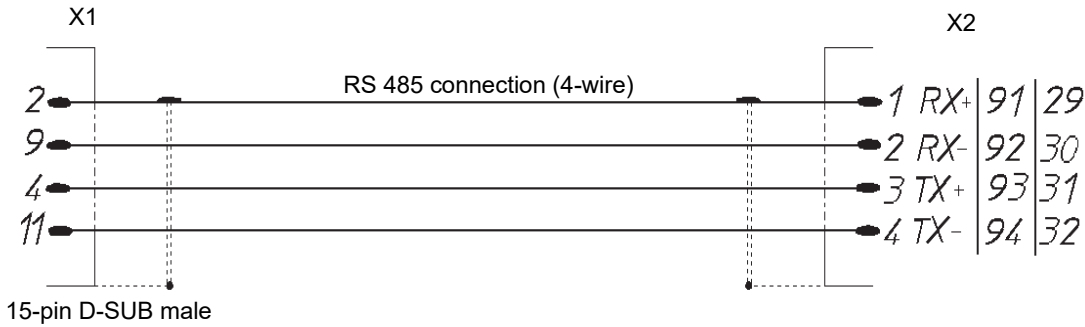 X1
X2
RS 485 connection (4-wire)
2 1 RX+ 91 29
9 2 RX- 92 30
4 3 TX+ 93 31
11 4 TX- 94 32
15-pin D-SUB male